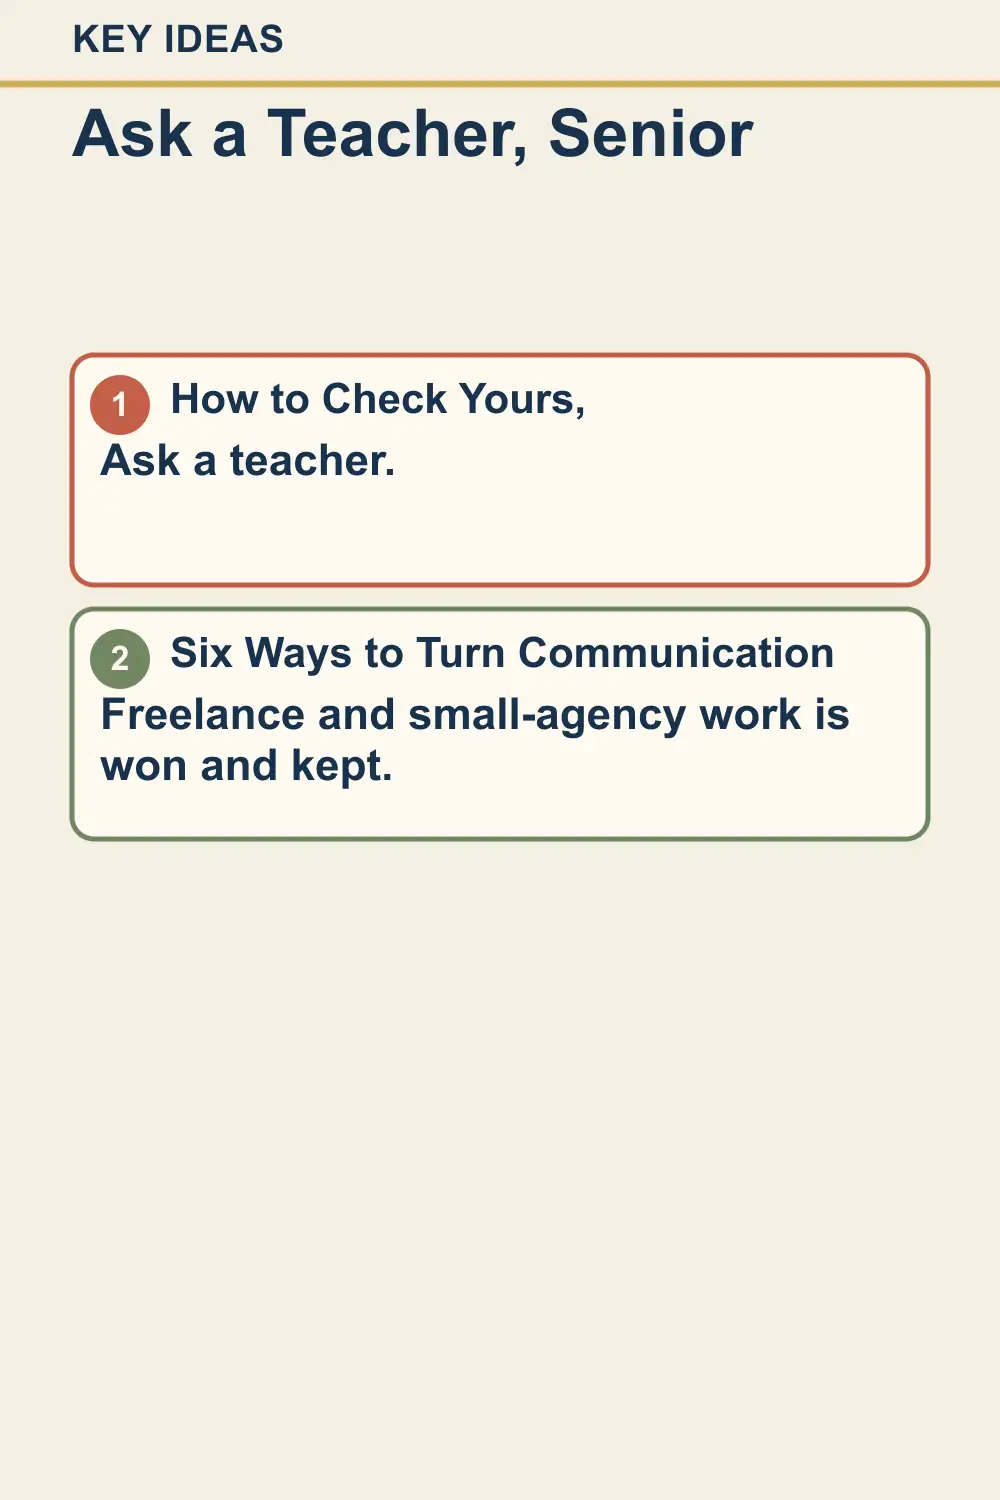 KEY IDEAS
Ask a Teacher, Senior
1 How to Check Yours,
Ask a teacher.
2 Six Ways to Turn Communication
Freelance and small-agency work is
won and kept.